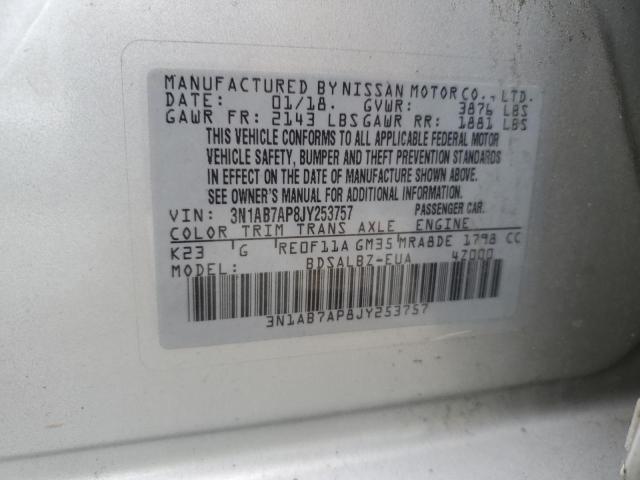 MANUFACTURED BY NISSAN MOTOR CO., LTD.
DATE: 01/18. GVWR: 3876 LBS
GAWR FR: 2143 LBS GAWR RR: 1881 LBS
THIS VEHICLE CONFORMS TO ALL APPLICABLE FEDERAL MOTOR
VEHICLE SAFETY, BUMPER AND THEFT PREVENTION STANDARDS
IN EFFECT ON THE DATE OF MANUFACTURE SHOWN ABOVE.
SEE OWNER'S MANUAL FOR ADDITIONAL INFORMATION.
VIN: 3N1AB7AP8JY253757 PASSENGER CAR.
COLOR TRIM TRANS AXLE ENGINE
K23 G RE0F11A GM35 MRA8DE 1798 CC
MODEL: BDSALBZ-EUA 4Z000
3N1AB7AP8JY253757